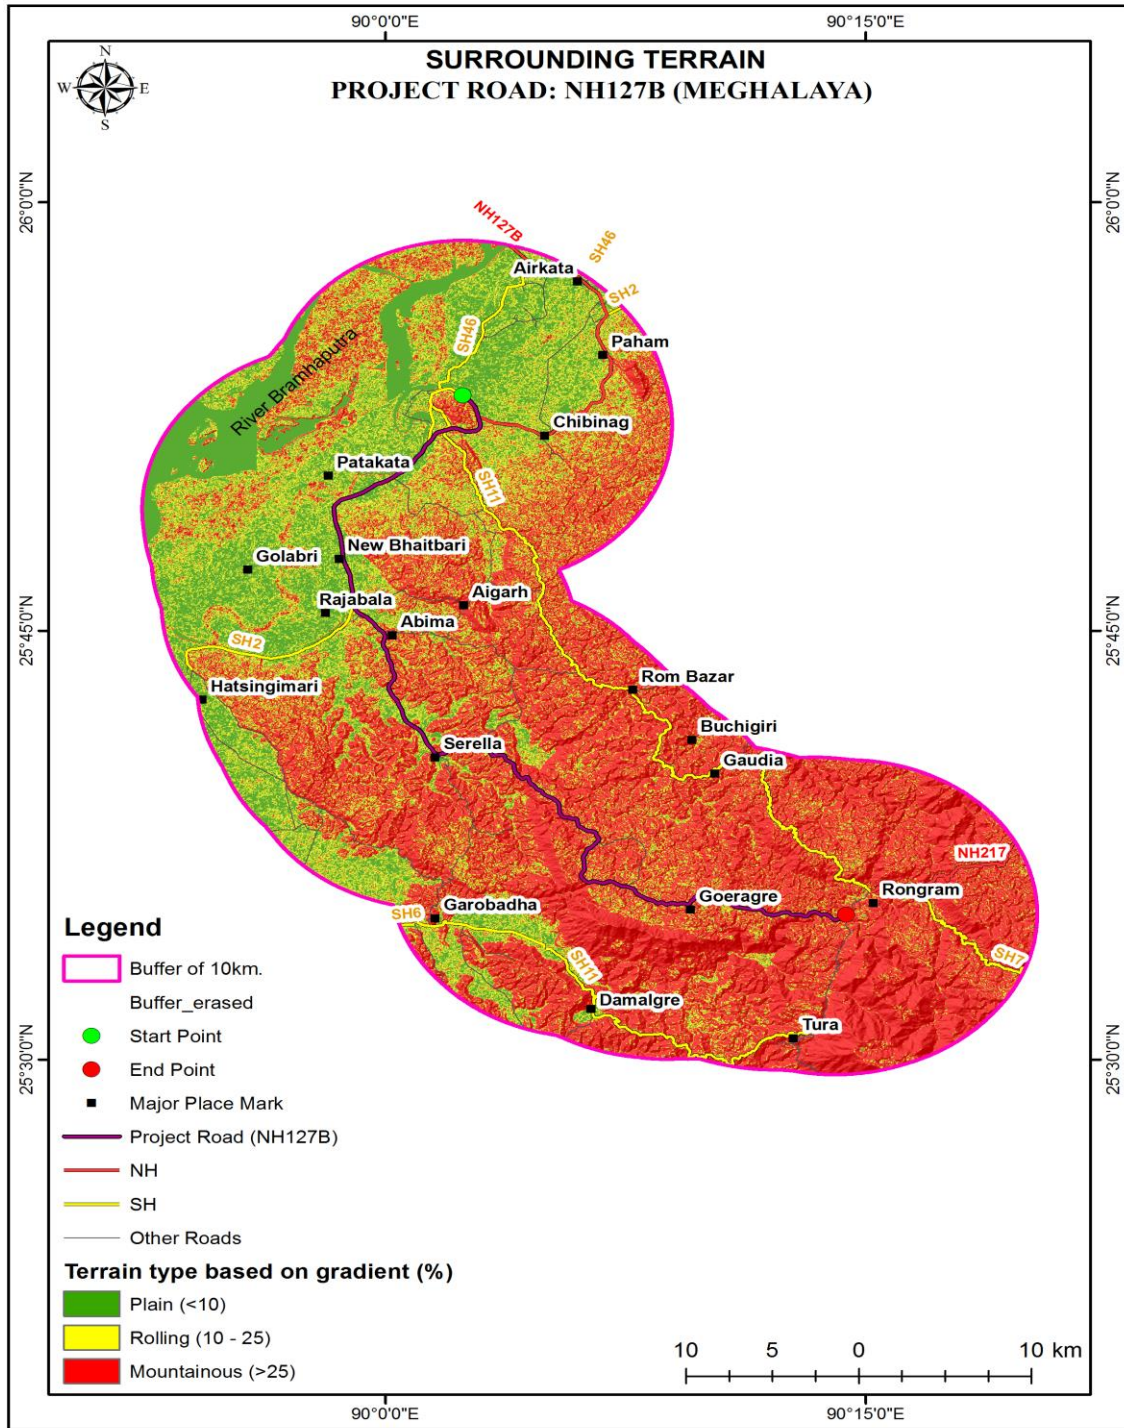 90°0'0"E
90°15'0"E
SURROUNDING TERRAIN
PROJECT ROAD: NH127B (MEGHALAYA)
N
W
E
S
26°0'0"N
26°0'0"N
NH127B
SH46
Airkata
SH2
SH46
Paham
River Bramhaputra
Chibinag
Patakata
SH11
New Bhaitbari
Golabri
Aigarh
Rajabala
Abima
25°45'0"N
25°45'0"N
SH2
Rom Bazar
Hatsingimari
Buchigiri
Serella
Gaudia
NH217
Rongram
Goeragre
Garobadha
SH6
SH11
SH7
Damalgre
Tura
25°30'0"N
25°30'0"N
Legend
Buffer of 10km.
Buffer_erased
Start Point
End Point
Major Place Mark
Project Road (NH127B)
NH
SH
Other Roads
Terrain type based on gradient (%)
Plain (<10)
Rolling (10 - 25)
Mountainous (>25)
10 5 0 10 km
90°0'0"E
90°15'0"E